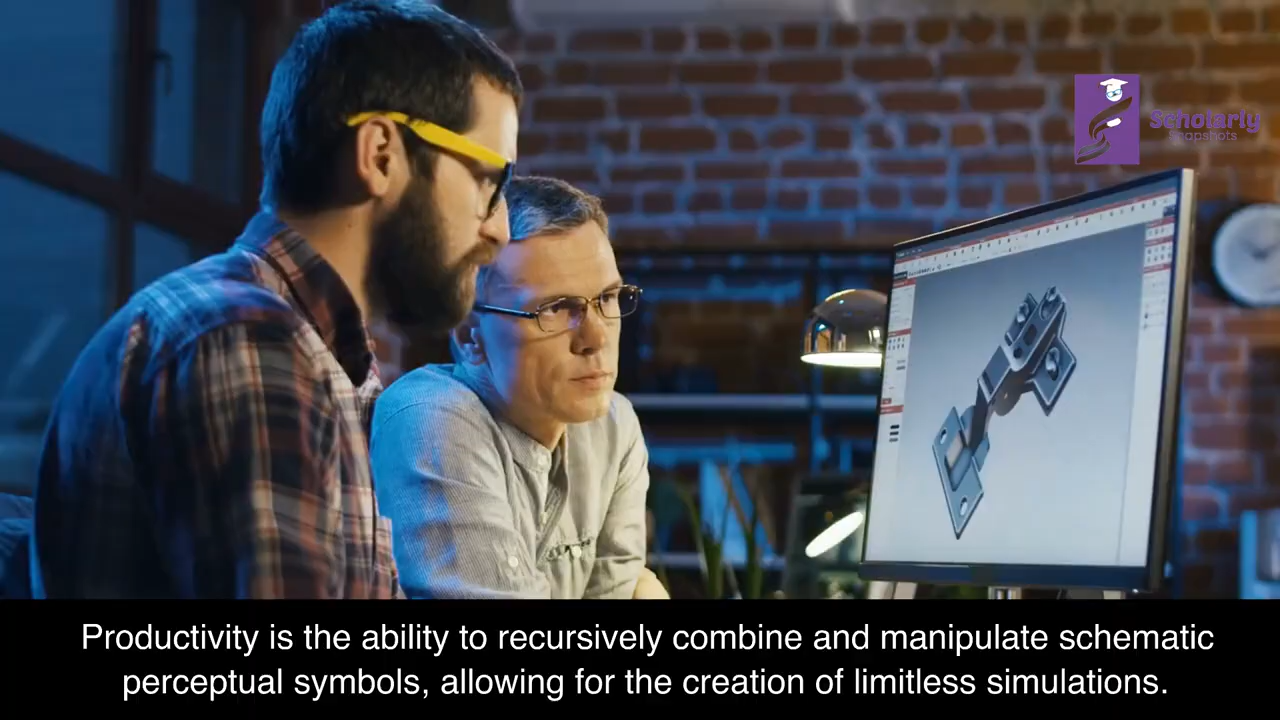 Scholarly
Snapshots
Productivity is the ability to recursively combine and manipulate schematic
perceptual symbols, allowing for the creation of limitless simulations.